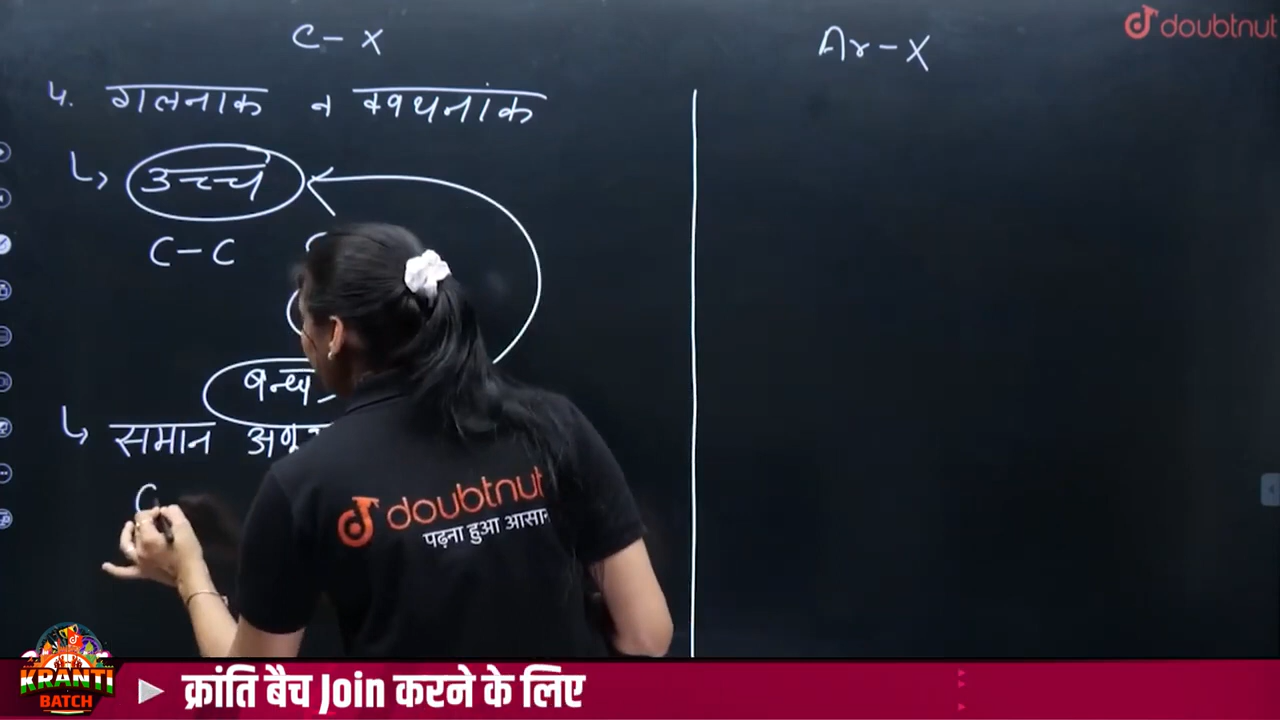 C - X
Ar - X
doubtnut
4. गलनाक व क्वथनांक
↳ उच्च
C - C
बन्ध
↳ समान
C
doubtnut
पढ़ना हुआ आसान
KRANTI
BATCH
क्रांति बैच Join करने के लिए